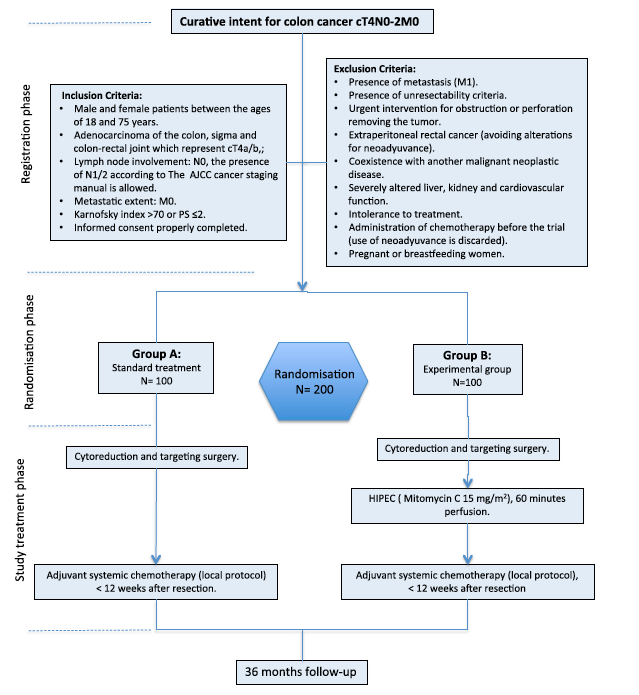 Curative intent for colon cancer cT4N0-2M0
Registration phase
Inclusion Criteria:
• Male and female patients between the ages
of 18 and 75 years.
• Adenocarcinoma of the colon, sigma and
colon-rectal joint which represent cT4a/b,;
• Lymph node involvement: N0, the presence
of N1/2 according to The AJCC cancer staging
manual is allowed.
• Metastatic extent: M0.
• Karnofsky index >70 or PS ≤2.
• Informed consent properly completed.
Exclusion Criteria:
• Presence of metastasis (M1).
• Presence of unresectability criteria.
• Urgent intervention for obstruction or perforation
removing the tumor.
• Extraperitoneal rectal cancer (avoiding alterations
for neoadyuvance).
• Coexistence with another malignant neoplastic
disease.
• Severely altered liver, kidney and cardiovascular
function.
• Intolerance to treatment.
• Administration of chemotherapy before the trial
(use of neoadyuvance is discarded).
• Pregnant or breastfeeding women.
Randomisation phase
Group A:
Standard treatment
N= 100
Randomisation
N= 200
Group B:
Experimental group
N=100
Study treatment phase
Cytoreduction and targeting surgery.
Cytoreduction and targeting surgery.
HIPEC ( Mitomycin C 15 mg/m²), 60 minutes
perfusion.
Adjuvant systemic chemotherapy (local protocol)
< 12 weeks after resection.
Adjuvant systemic chemotherapy (local protocol),
< 12 weeks after resection
36 months follow-up